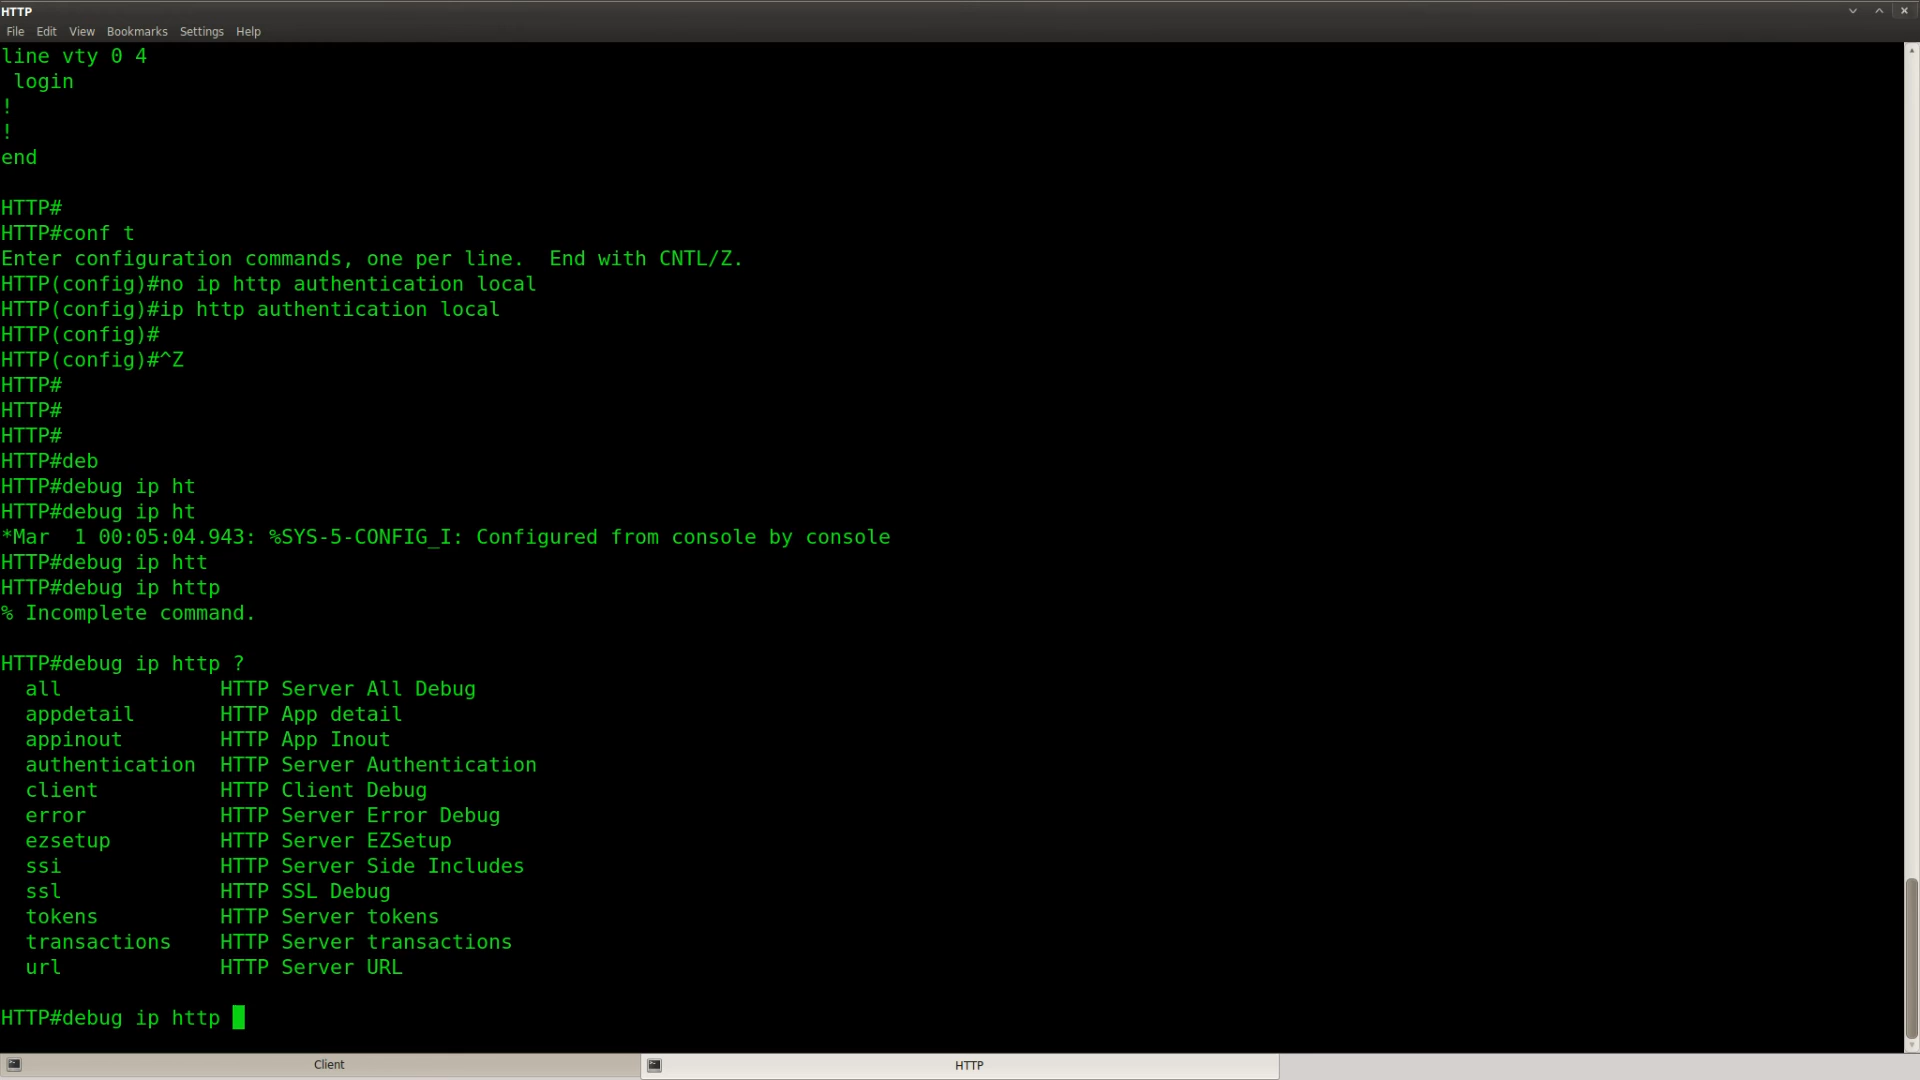 HTTP
File Edit View Bookmarks Settings Help
line vty 0 4
 login
!
!
end
HTTP#
HTTP#conf t
Enter configuration commands, one per line.  End with CNTL/Z.
HTTP(config)#no ip http authentication local
HTTP(config)#ip http authentication local
HTTP(config)#
HTTP(config)#^Z
HTTP#
HTTP#
HTTP#
HTTP#deb
HTTP#debug ip ht
HTTP#debug ip ht
*Mar  1 00:05:04.943: %SYS-5-CONFIG_I: Configured from console by console
HTTP#debug ip htt
HTTP#debug ip http
% Incomplete command.
HTTP#debug ip http ?
  all             HTTP Server All Debug
  appdetail       HTTP App detail
  appinout        HTTP App Inout
  authentication  HTTP Server Authentication
  client          HTTP Client Debug
  error           HTTP Server Error Debug
  ezsetup         HTTP Server EZSetup
  ssi             HTTP Server Side Includes
  ssl             HTTP SSL Debug
  tokens          HTTP Server tokens
  transactions    HTTP Server transactions
  url             HTTP Server URL
HTTP#debug ip http
Client HTTP